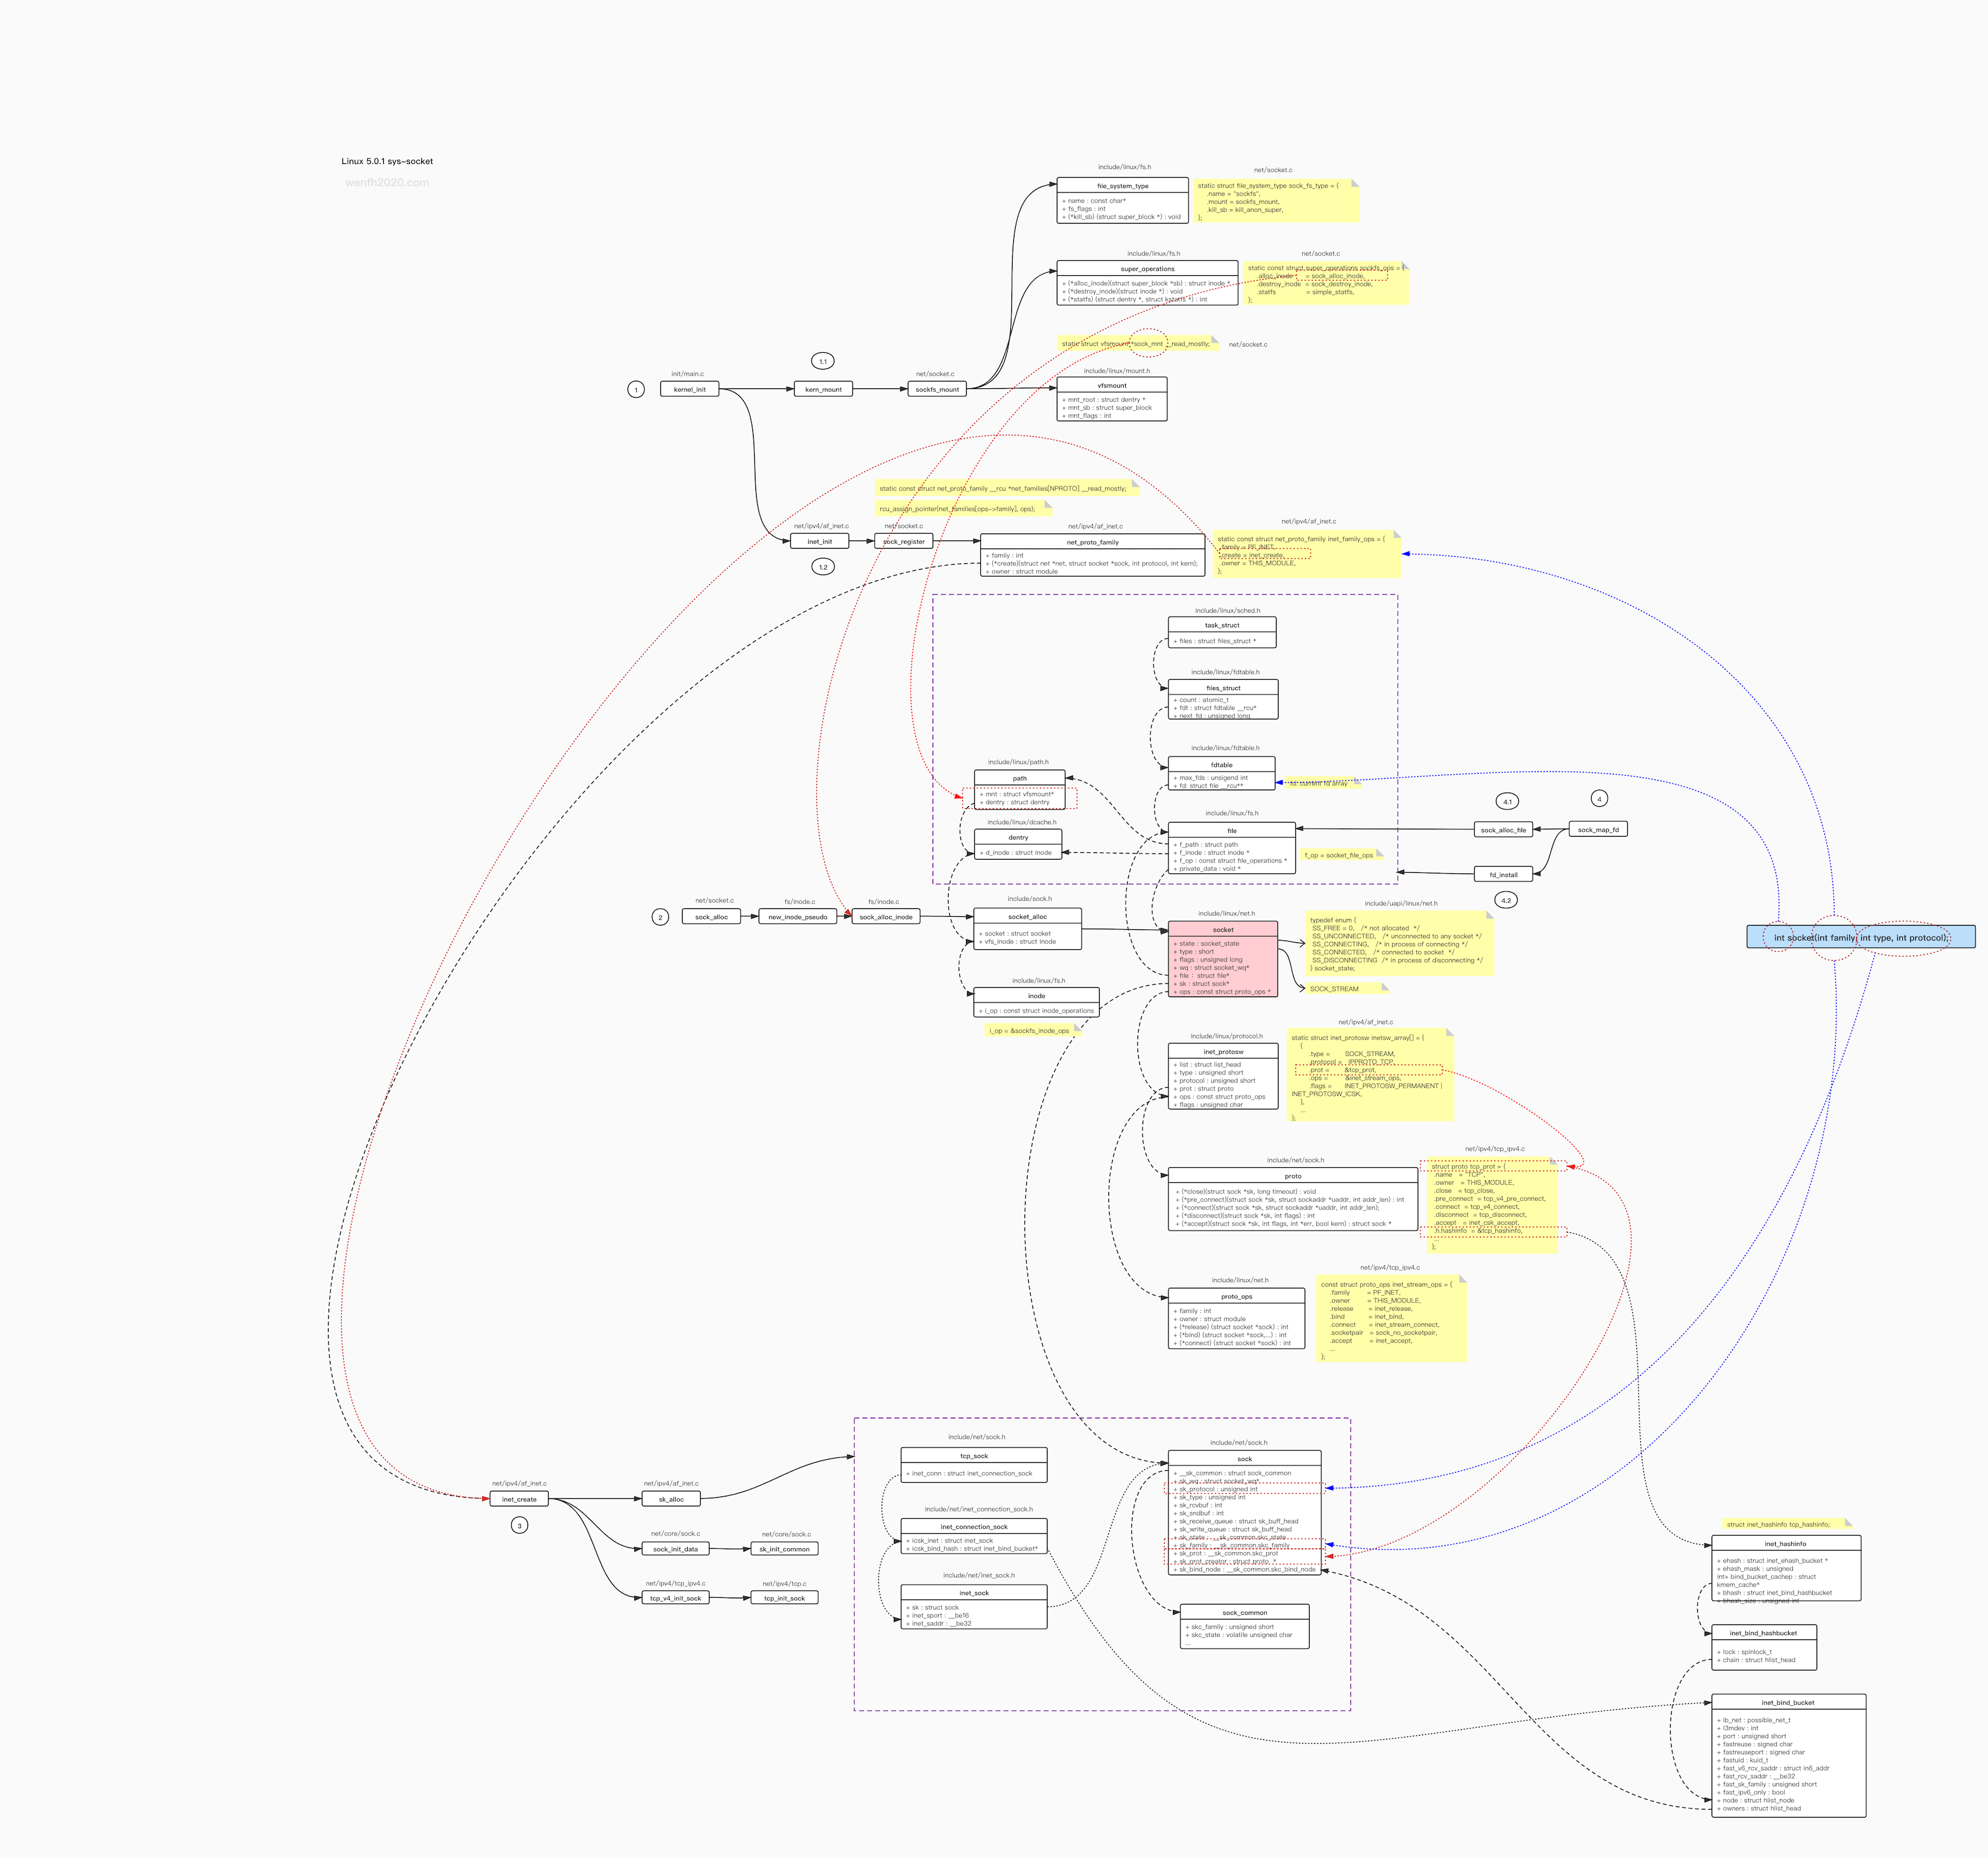 Linux 5.0.1 sys-socket
wenfh2020.com
include/linux/fs.h
file_system_type
+ name : const char*
+ fs_flags : int
+ (*kill_sb) (struct super_block *) : void
net/socket.c
static struct file_system_type sock_fs_type = {
.name = "sockfs",
.mount = sockfs_mount,
.kill_sb = kill_anon_super,
};
include/linux/fs.h
super_operations
+ (*alloc_inode)(struct super_block *sb) : struct inode *
+ (*destroy_inode)(struct inode *) : void
+ (*statfs) (struct dentry *, struct kstatfs *) : int
net/socket.c
static const struct super_operations sockfs_ops = {
.alloc_inode = sock_alloc_inode,
.destroy_inode = sock_destroy_inode,
.statfs = simple_statfs,
};
static struct vfsmount *sock_mnt __read_mostly;
net/socket.c
1.1
1
init/main.c
kernel_init
kern_mount
net/socket.c
sockfs_mount
include/linux/mount.h
vfsmount
+ mnt_root : struct dentry *
+ mnt_sb : struct super_block
+ mnt_flags : int
static const struct net_proto_family __rcu *net_families[NPROTO] __read_mostly;
rcu_assign_pointer(net_families[ops->family], ops);
net/ipv4/af_inet.c
inet_init
1.2
net/socket.c
sock_register
net/ipv4/af_inet.c
net_proto_family
+ family : int
+ (*create)(struct net *net, struct socket *sock, int protocol, int kern);
+ owner : struct module
net/ipv4/af_inet.c
static const struct net_proto_family inet_family_ops = {
.family = PF_INET,
.create = inet_create,
.owner = THIS_MODULE,
};
include/linux/sched.h
task_struct
+ files : struct files_struct *
include/linux/fdtable.h
files_struct
+ count : atomic_t
+ fdt : struct fdtable __rcu*
+ next_fd : unsigned long
include/linux/fdtable.h
fdtable
+ max_fds : unsigend int
+ fd: struct file __rcu**
fd: current fd array
include/linux/path.h
path
+ mnt : struct vfsmount*
+ dentry : struct dentry
include/linux/dcache.h
dentry
+ d_inode : struct inode
include/linux/fs.h
file
+ f_path : struct path
+ f_inode : struct inode *
+ f_op : const struct file_operations *
+ private_data : void *
f_op = socket_file_ops
4.1
4
sock_alloc_file
sock_map_fd
fd_install
4.2
2
net/socket.c
sock_alloc
fs/inode.c
new_inode_pseudo
fs/inode.c
sock_alloc_inode
include/sock.h
socket_alloc
+ socket : struct socket
+ vfs_inode : struct inode
include/linux/fs.h
inode
+ i_op : const struct inode_operations
i_op = &sockfs_inode_ops
include/linux/net.h
socket
+ state : socket_state
+ type : short
+ flags : unsigned long
+ wq : struct socket_wq*
+ file : struct file*
+ sk : struct sock*
+ ops : const struct proto_ops *
include/uapi/linux/net.h
typedef enum {
SS_FREE = 0, /* not allocated */
SS_UNCONNECTED, /* unconnected to any socket */
SS_CONNECTING, /* in process of connecting */
SS_CONNECTED, /* connected to socket */
SS_DISCONNECTING /* in process of disconnecting */
} socket_state;
SOCK_STREAM
int socket(int family, int type, int protocol);
include/linux/protocol.h
inet_protosw
+ list : struct list_head
+ type : unsigned short
+ protocol : unsigned short
+ prot : struct proto
+ ops : const struct proto_ops
+ flags : unsigned char
net/ipv4/af_inet.c
static struct inet_protosw inetsw_array[] = {
{
.type = SOCK_STREAM,
.protocol = IPPROTO_TCP,
.prot = &tcp_prot,
.ops = &inet_stream_ops,
.flags = INET_PROTOSW_PERMANENT |
INET_PROTOSW_ICSK,
},
...
};
include/net/sock.h
proto
+ (*close)(struct sock *sk, long timeout) : void
+ (*pre_connect)(struct sock *sk, struct sockaddr *uaddr, int addr_len) : int
+ (*connect)(struct sock *sk, struct sockaddr *uaddr, int addr_len);
+ (*disconnect)(struct sock *sk, int flags) : int
+ (*accept)(struct sock *sk, int flags, int *err, bool kern) : struct sock *
net/ipv4/tcp_ipv4.c
struct proto tcp_prot = {
.name = "TCP",
.owner = THIS_MODULE,
.close = tcp_close,
.pre_connect = tcp_v4_pre_connect,
.connect = tcp_v4_connect,
.disconnect = tcp_disconnect,
.accept = inet_csk_accept,
.h.hashinfo = &tcp_hashinfo,
...
};
include/linux/net.h
proto_ops
+ family : int
+ owner : struct module
+ (*release) (struct socket *sock) : int
+ (*bind) (struct socket *sock,...) : int
+ (*connect) (struct socket *sock) : int
net/ipv4/tcp_ipv4.c
const struct proto_ops inet_stream_ops = {
.family = PF_INET,
.owner = THIS_MODULE,
.release = inet_release,
.bind = inet_bind,
.connect = inet_stream_connect,
.socketpair = sock_no_socketpair,
.accept = inet_accept,
...
};
net/ipv4/af_inet.c
inet_create
3
net/ipv4/af_inet.c
sk_alloc
net/core/sock.c
sock_init_data
net/core/sock.c
sk_init_common
net/ipv4/tcp_ipv4.c
tcp_v4_init_sock
net/ipv4/tcp.c
tcp_init_sock
include/net/sock.h
tcp_sock
+ inet_conn : struct inet_connection_sock
include/net/inet_connection_sock.h
inet_connection_sock
+ icsk_inet : struct inet_sock
+ icsk_bind_hash : struct inet_bind_bucket*
include/net/inet_sock.h
inet_sock
+ sk : struct sock
+ inet_sport : __be16
+ inet_saddr : __be32
include/net/sock.h
sock
+ __sk_common : struct sock_common
+ sk_wq : struct socket_wq*
+ sk_protocol : unsigned int
+ sk_type : unsigned int
+ sk_rcvbuf : int
+ sk_sndbuf : int
+ sk_receive_queue : struct sk_buff_head
+ sk_write_queue : struct sk_buff_head
+ sk_state : __sk_common.skc_state
+ sk_family : __sk_common.skc_family
+ sk_prot : __sk_common.skc_prot
+ sk_prot_creator : struct proto *
+ sk_bind_node : __sk_common.skc_bind_node
sock_common
+ skc_family : unsigned short
+ skc_state : volatile unsigned char
...
struct inet_hashinfo tcp_hashinfo;
inet_hashinfo
+ ehash : struct inet_ehash_bucket *
+ ehash_mask : unsigned
int+ bind_bucket_cachep : struct
kmem_cache*
+ bhash : struct inet_bind_hashbucket
+ bhash_size : unsigned int
inet_bind_hashbucket
+ lock : spinlock_t
+ chain : struct hlist_head
inet_bind_bucket
+ ib_net : possible_net_t
+ l3mdev : int
+ port : unsigned short
+ fastreuse : signed char
+ fastreuseport : signed char
+ fastuid : kuid_t
+ fast_v6_rcv_saddr : struct in6_addr
+ fast_rcv_saddr : __be32
+ fast_sk_family : unsigned short
+ fast_ipv6_only : bool
+ node : struct hlist_node
+ owners : struct hlist_head